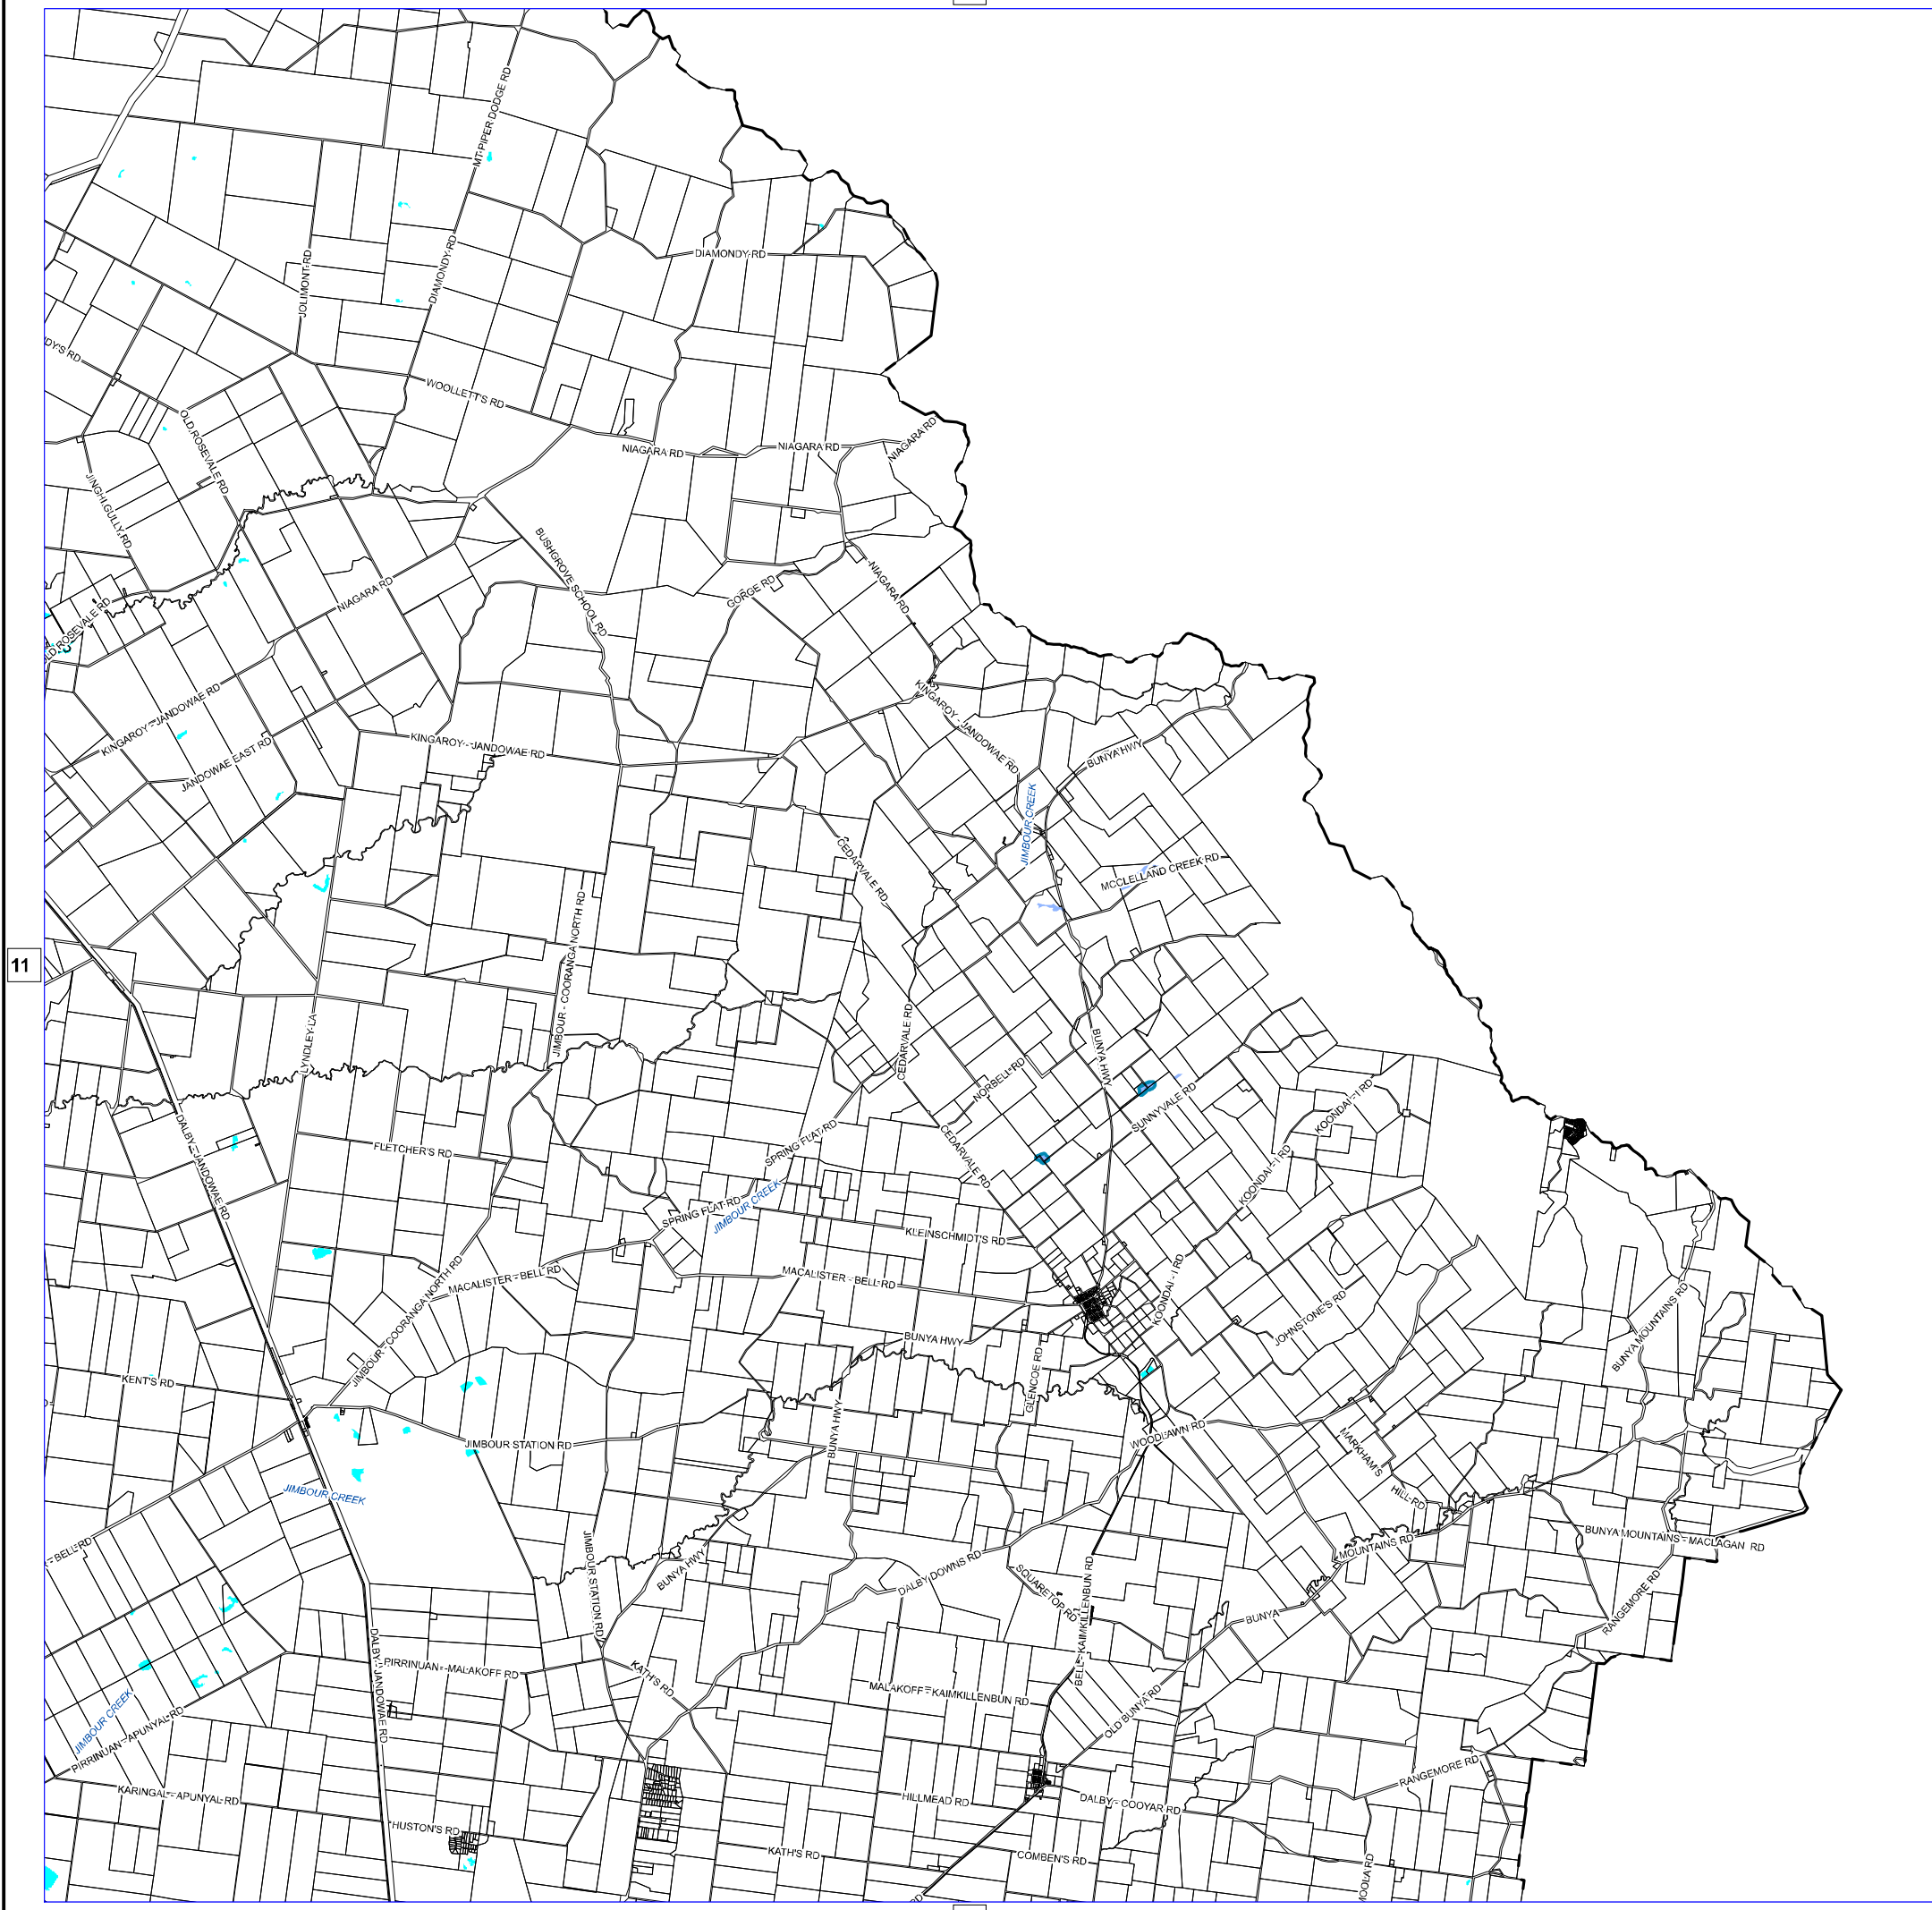 MT PIPER DODGE RD
DIAMONDY RD
DIAMONDY RD
JOLIMONT RD
DY'S RD
WOOLLETT'S RD
OLD ROSEVALE RD
NIAGARA RD
NIAGARA RD
NIAGARA RD
JINGHI GULLY RD
BUSHGROVE SCHOOL RD
NIAGARA RD
GORGE RD
NIAGARA RD
OLD ROSEVALE RD
KINGAROY - JANDOWAE RD
KINGAROY - JANDOWAE RD
JANDOWAE EAST RD
KINGAROY - JANDOWAE RD
BUNYA HWY
JIMBOUR CREEK
CEDARVALE RD
MCCLELLAND CREEK RD
11
JIMBOUR - COORANGA NORTH RD
LYNDLEY LA
CEDARVALE RD
BUNYA HWY
NORBELL RD
SUNNYVALE RD
KOONDAI - I RD
DALBY - JANDOWAE RD
FLETCHER'S RD
SPRING FLAT RD
CEDARVALE RD
KOONDAI - I RD
SPRING FLAT RD
JIMBOUR CREEK
KLEINSCHMIDT'S RD
MACALISTER - BELL RD
MACALISTER - BELL RD
KOONDAI - I RD
JIMBOUR - COORANGA NORTH RD
JOHNSTONE'S RD
BUNYA MOUNTAINS RD
BUNYA HWY
GLENCOE RD
KENT'S RD
BUNYA HWY
JIMBOUR STATION RD
WOODLAWN RD
MARKHAM'S
HILL RD
JIMBOUR CREEK
- BELL RD
JIMBOUR STATION RD
BUNYA HWY
DALBY DOWNS RD
SQUARETOP RD
BELL - KAIMKILLENBUN RD
MOUNTAINS RD
BUNYA
BUNYA MOUNTAINS - MACLAGAN RD
RANGEMORE RD
DALBY - JANDOWAE RD
PIRRINUAN - MALAKOFF RD
KATH'S RD
MALAKOFF - KAIMKILLENBUN RD
OLD BUNYA RD
JIMBOUR CREEK
PIRRINUAN - APUNYAL RD
RANGEMORE RD
KARINGAL - APUNYAL RD
HILLMEAD RD
DALBY - COOYAR RD
HUSTON'S RD
KATH'S RD
COMBEN'S RD
MOOLA RD
RD